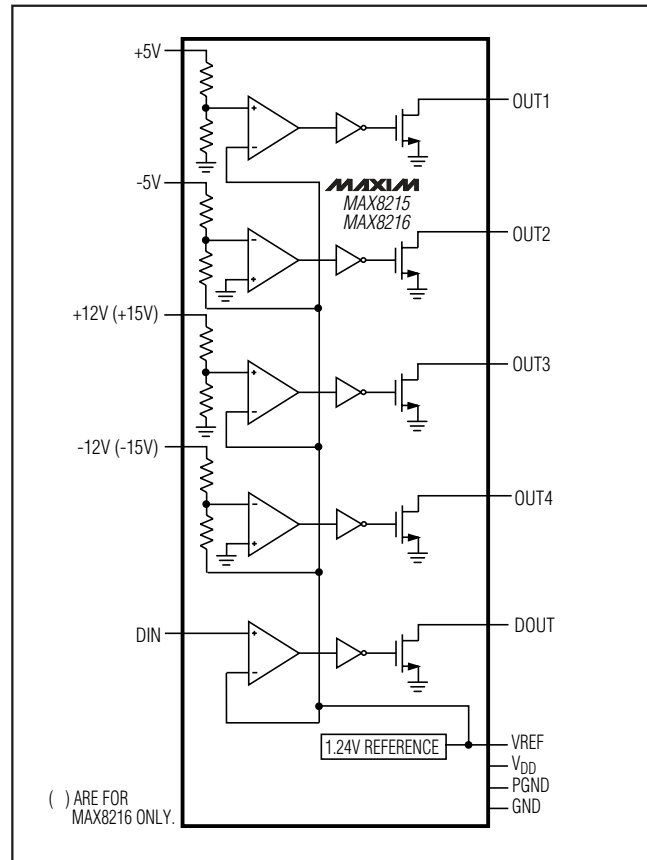 +5V
+
-
OUT1
MAXIM
MAX8215
MAX8216
-5V
-
+
OUT2
+12V (+15V)
+
-
OUT3
-12V (-15V)
-
+
OUT4
DIN
+
-
DOUT
1.24V REFERENCE
VREF
VDD
PGND
GND
( ) ARE FOR
MAX8216 ONLY.